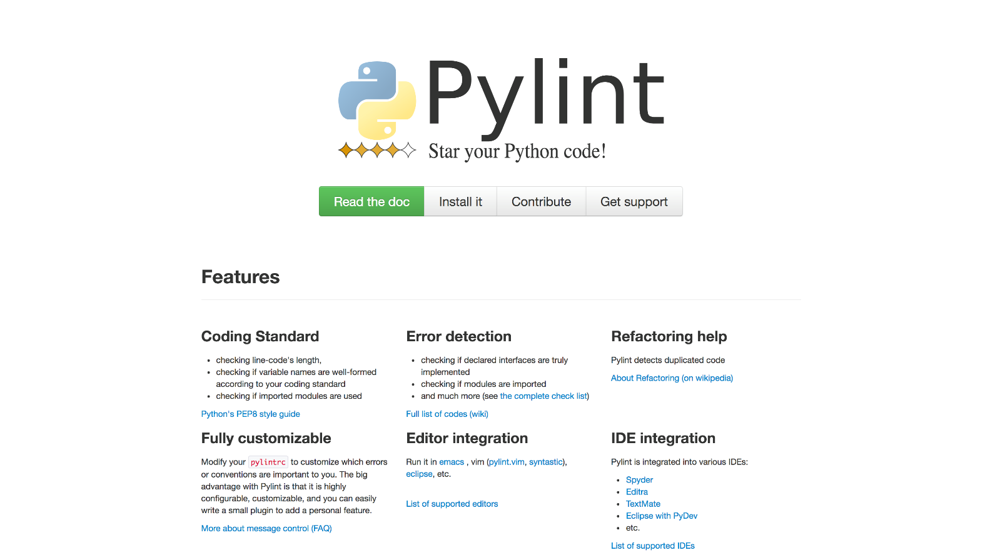 Pylint
Star your Python code!
Read the doc
Install it
Contribute
Get support
Features
Coding Standard
checking line-code's length,
checking if variable names are well-formed
according to your coding standard
checking if imported modules are used
Python's PEP8 style guide
Error detection
checking if declared interfaces are truly
implemented
checking if modules are imported
and much more (see the complete check list)
Full list of codes (wiki)
Refactoring help
Pylint detects duplicated code
About Refactoring (on wikipedia)
Fully customizable
Modify your pylintrc to customize which errors
or conventions are important to you. The big
advantage with Pylint is that it is highly
configurable, customizable, and you can easily
write a small plugin to add a personal feature.
More about message control (FAQ)
Editor integration
Run it in emacs , vim (pylint.vim, syntastic),
eclipse, etc.
List of supported editors
IDE integration
Pylint is integrated into various IDEs:
Spyder
Editra
TextMate
Eclipse with PyDev
etc.
List of supported IDEs